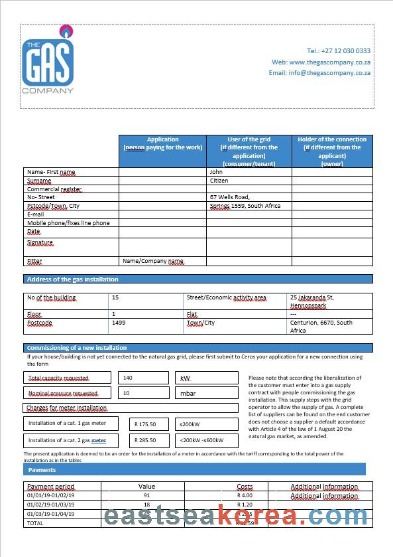 THE
GAS
COMPANY
Tel.: +27 12 030 0333
Web: www.thegascompany.co.za
Email: info@thegascompany.co.za
Application
(person paying for the work)
User of the grid
(if different from the
application)
(consumer/tenant)
Holder of the connection
(if different from the
applicant)
(owner)
Name- First name
John
Surname
Citizen
Commercial register
No- Street
67 Wells Road,
Pstcode/Town, City
Springs 1559, South Africa
E-mail
Mobile phone/fixes line phone
Date
Signature
Fitter
Name/Company name
Address of the gas installation
No of the building
15
Street/Economic activity area
25 Jakaranda St,
Hennopspark
Floor
1
Flat
---
Postcode
1499
Town/City
Centurion, 6670, South
Africa
Commissioning of a new installation
If your house/building is not yet connected to the natural gas grid, please first submit to Ceros your application for a new connection using
the form
Total capacity requested
140
kW
Nominal pressure requested
10
mbar
Charges for meter installation
Installation of a cat. 1 gas meter
R 175.50
≤200kW
Installation of a cat. 2 gas meter
R 285.50
<200kW -≤600kW
Please note that according the liberalisation of
the customer must enter into a gas supply
contract with people commissioning the gas
installation. This supply steps with the grid
operator to allow the supply of gas. A complete
list of suppliers can be found on the end customer
does not choose a supplier a default accordance
with Article 4 of the law of 1 August 20 the
natural gas market, as amended.
The present application is deemed to be an order for the installation of a meter in accordance with the tariff corresponding to the total power of the
installation as in the tables
Payments
Payment period
Value
Costs
Additional information
01/01/19-01/02/19
91
R 4.00
Additional information
01/02/19-01/03/19
18
R 1.20
01/03/19-01/04/19
TOTAL
eastseakorea.com